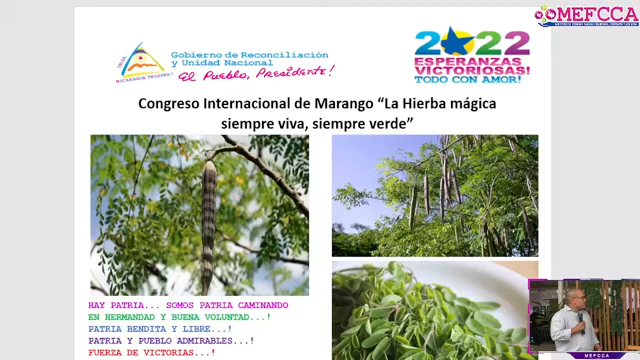 MEFCCA
Gobierno de Reconciliación
y Unidad Nacional
El Pueblo, Presidente!
2022
ESPERANZAS
VICTORIOSAS!
TODO CON AMOR!
Congreso Internacional de Marango “La Hierba mágica
siempre viva, siempre verde”
HAY PATRIA... SOMOS PATRIA CAMINANDO
EN HERMANDAD Y BUENA VOLUNTAD...!
PATRIA BENDITA Y LIBRE...!
PATRIA Y PUEBLO ADMIRABLES...!
FUERZA DE VICTORIAS...!
MEFCCA